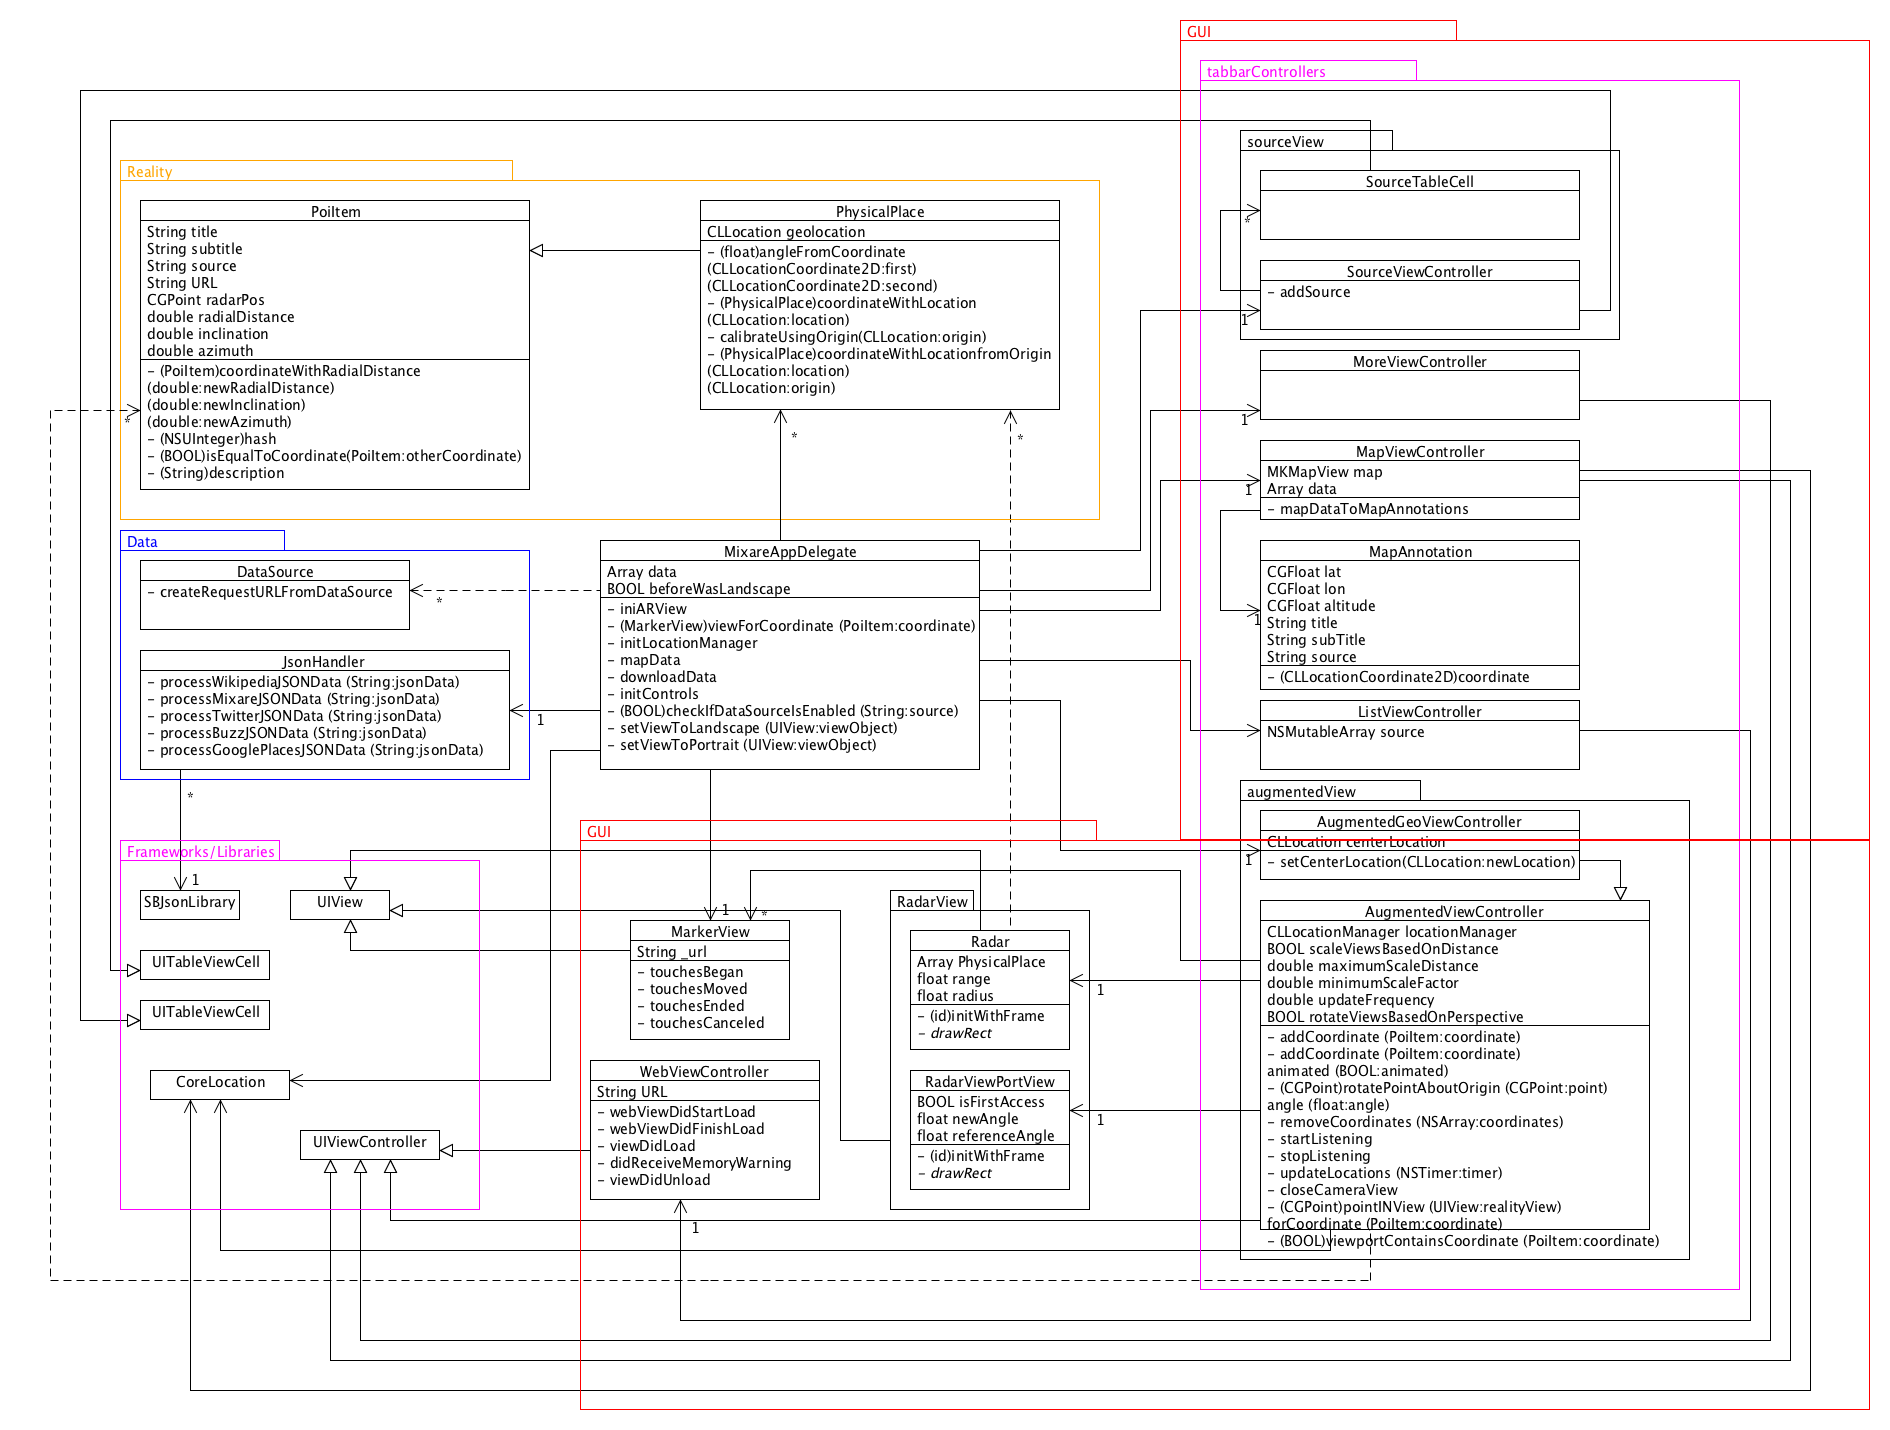 GUI
tabbarControllers
sourceView
SourceTableCell
*
SourceViewController
– addSource
1
MoreViewController
1
MapViewController
MKMapView map
Array data
– mapDataToMapAnnotations
1
MapAnnotation
CGFloat lat
CGFloat lon
CGFloat altitude
String title
String subTitle
String source
– (CLLocationCoordinate2D)coordinate
1
ListViewController
NSMutableArray source
augmentedView
AugmentedGeoViewController
CLLocation centerLocation
– setCenterLocation(CLLocation:newLocation)
1
AugmentedViewController
CLLocationManager locationManager
BOOL scaleViewsBasedOnDistance
double maximumScaleDistance
double minimumScaleFactor
double updateFrequency
BOOL rotateViewsBasedOnPerspective
– addCoordinate (PoiItem:coordinate)
– addCoordinate (PoiItem:coordinate)
animated (BOOL:animated)
– (CGPoint)rotatePointAboutOrigin (CGPoint:point)
angle (float:angle)
– removeCoordinates (NSArray:coordinates)
– startListening
– stopListening
– updateLocations (NSTimer:timer)
– closeCameraView
– (CGPoint)pointINView (UIView:realityView)
forCoordinate (PoiItem:coordinate)
– (BOOL)viewportContainsCoordinate (PoiItem:coordinate)
Reality
PoiItem
String title
String subtitle
String source
String URL
CGPoint radarPos
double radialDistance
double inclination
double azimuth
– (PoiItem)coordinateWithRadialDistance
(double:newRadialDistance)
(double:newInclination)
(double:newAzimuth)
– (NSUInteger)hash
– (BOOL)isEqualToCoordinate(PoiItem:otherCoordinate)
– (String)description
*
PhysicalPlace
CLLocation geolocation
– (float)angleFromCoordinate
(CLLocationCoordinate2D:first)
(CLLocationCoordinate2D:second)
– (PhysicalPlace)coordinateWithLocation
(CLLocation:location)
– calibrateUsingOrigin(CLLocation:origin)
– (PhysicalPlace)coordinateWithLocationfromOrigin
(CLLocation:location)
(CLLocation:origin)
*
*
Data
DataSource
– createRequestURLFromDataSource
*
JsonHandler
– processWikipediaJSONData (String:jsonData)
– processMixareJSONData (String:jsonData)
– processTwitterJSONData (String:jsonData)
– processBuzzJSONData (String:jsonData)
– processGooglePlacesJSONData (String:jsonData)
1
*
MixareAppDelegate
Array data
BOOL beforeWasLandscape
– iniARView
– (MarkerView)viewForCoordinate (PoiItem:coordinate)
– initLocationManager
– mapData
– downloadData
– initControls
– (BOOL)checkIfDataSourceIsEnabled (String:source)
– setViewToLandscape (UIView:viewObject)
– setViewToPortrait (UIView:viewObject)
Frameworks/Libraries
1
SBJsonLibrary
UIView
UITableViewCell
UITableViewCell
CoreLocation
UIViewController
GUI
1
*
MarkerView
String _url
– touchesBegan
– touchesMoved
– touchesEnded
– touchesCanceled
WebViewController
String URL
– webViewDidStartLoad
– webViewDidFinishLoad
– viewDidLoad
– didReceiveMemoryWarning
– viewDidUnload
1
RadarView
Radar
Array PhysicalPlace
float range
float radius
– (id)initWithFrame
– drawRect
1
RadarViewPortView
BOOL isFirstAccess
float newAngle
float referenceAngle
– (id)initWithFrame
– drawRect
1